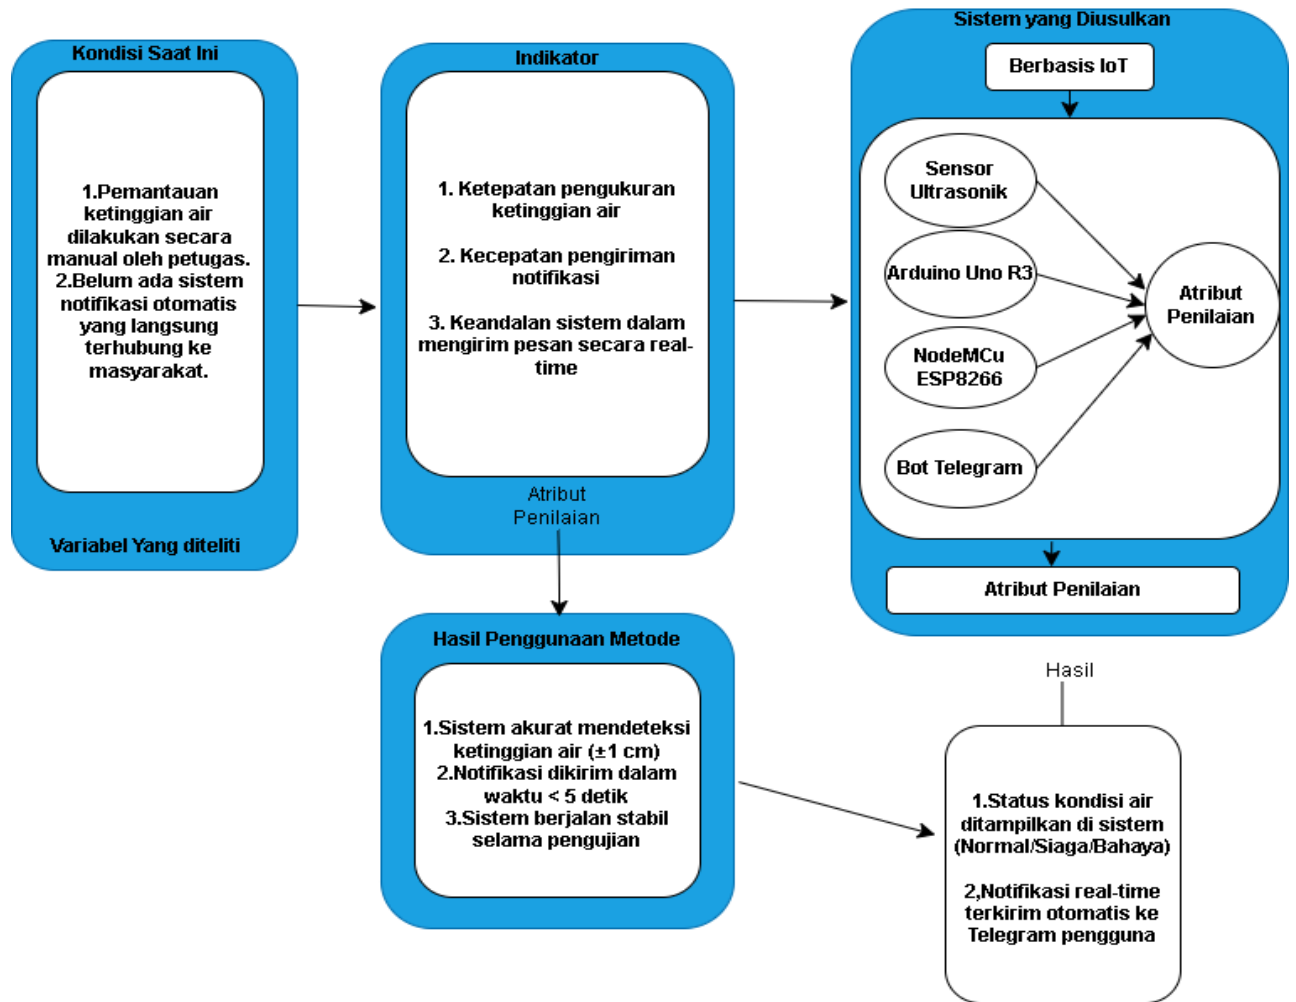 Kondisi Saat Ini
1.Pemantauan
ketinggian air
dilakukan secara
manual oleh petugas.
2.Belum ada sistem
notifikasi otomatis
yang langsung
terhubung ke
masyarakat.
Variabel Yang diteliti
Indikator
1. Ketepatan pengukuran
ketinggian air
2. Kecepatan pengiriman
notifikasi
3. Keandalan sistem dalam
mengirim pesan secara real-
time
Atribut
Penilaian
Sistem yang Diusulkan
Berbasis IoT
Sensor
Ultrasonik
Arduino Uno R3
NodeMCu
ESP8266
Bot Telegram
Atribut
Penilaian
Atribut Penilaian
Hasil Penggunaan Metode
1.Sistem akurat mendeteksi
ketinggian air (±1 cm)
2.Notifikasi dikirim dalam
waktu < 5 detik
3.Sistem berjalan stabil
selama pengujian
Hasil
1.Status kondisi air
ditampilkan di sistem
(Normal/Siaga/Bahaya)
2,Notifikasi real-time
terkirim otomatis ke
Telegram pengguna